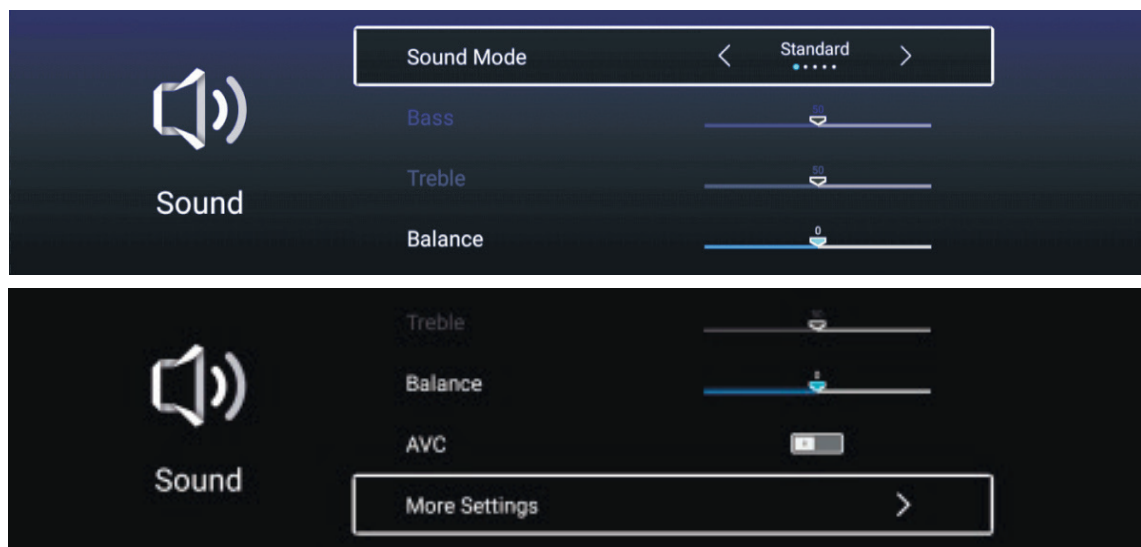 Sound Mode
Standard
Bass
50
Treble
50
Sound
Balance
0
Treble
Balance
AVC
Sound
More Settings